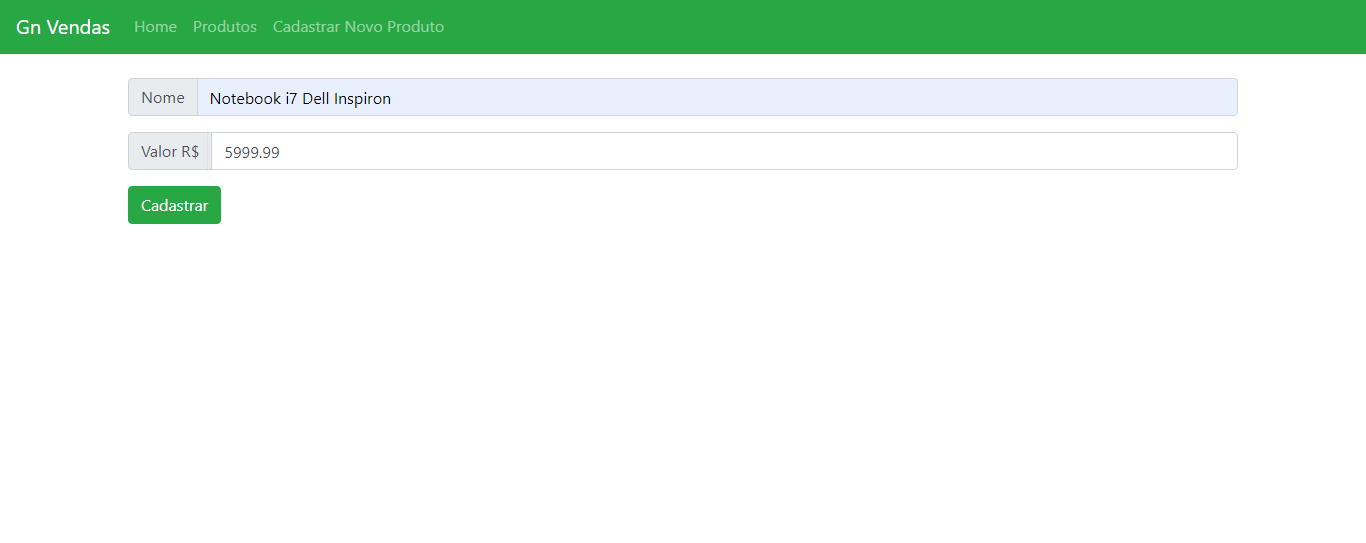 Gn Vendas Home Produtos Cadastrar Novo Produto
Nome Notebook i7 Dell Inspiron
Valor R$ 5999.99
Cadastrar